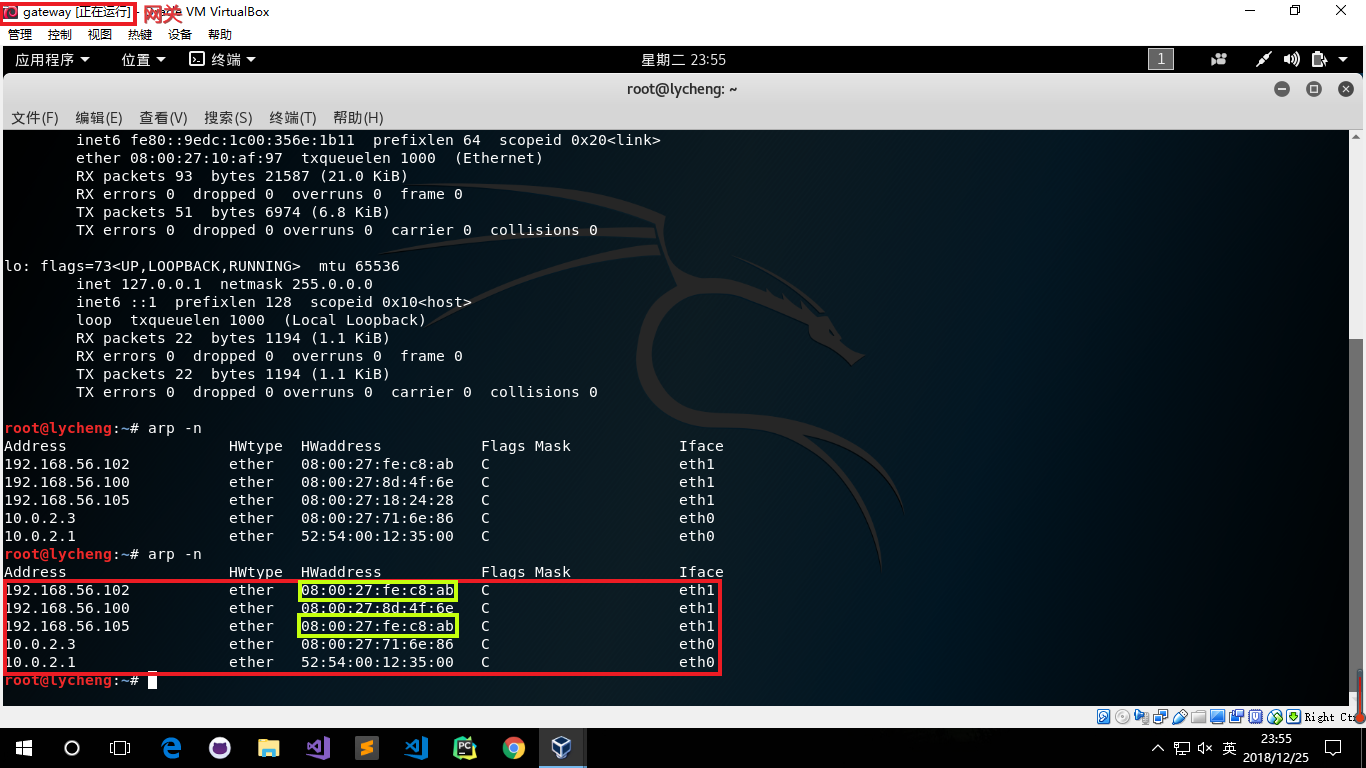 gateway [正在运行] - Oracle VM VirtualBox
网关
管理 控制 视图 热键 设备 帮助
应用程序 位置 终端 星期二 23:55 1
root@lycheng: ~
文件(F) 编辑(E) 查看(V) 搜索(S) 终端(T) 帮助(H)
inet6 fe80::9edc:1c00:356e:1b11 prefixlen 64 scopeid 0x20<link>
ether 08:00:27:10:af:97 txqueuelen 1000 (Ethernet)
RX packets 93 bytes 21587 (21.0 KiB)
RX errors 0 dropped 0 overruns 0 frame 0
TX packets 51 bytes 6974 (6.8 KiB)
TX errors 0 dropped 0 overruns 0 carrier 0 collisions 0
lo: flags=73<UP,LOOPBACK,RUNNING> mtu 65536
inet 127.0.0.1 netmask 255.0.0.0
inet6 ::1 prefixlen 128 scopeid 0x10<host>
loop txqueuelen 1000 (Local Loopback)
RX packets 22 bytes 1194 (1.1 KiB)
RX errors 0 dropped 0 overruns 0 frame 0
TX packets 22 bytes 1194 (1.1 KiB)
TX errors 0 dropped 0 overruns 0 carrier 0 collisions 0
root@lycheng:~# arp -n
Address HWtype HWaddress Flags Mask Iface
192.168.56.102 ether 08:00:27:fe:c8:ab C eth1
192.168.56.100 ether 08:00:27:8d:4f:6e C eth1
192.168.56.105 ether 08:00:27:18:24:28 C eth1
10.0.2.3 ether 08:00:27:71:6e:86 C eth0
10.0.2.1 ether 52:54:00:12:35:00 C eth0
root@lycheng:~# arp -n
Address HWtype HWaddress Flags Mask Iface
192.168.56.102 ether 08:00:27:fe:c8:ab C eth1
192.168.56.100 ether 08:00:27:8d:4f:6e C eth1
192.168.56.105 ether 08:00:27:fe:c8:ab C eth1
10.0.2.3 ether 08:00:27:71:6e:86 C eth0
10.0.2.1 ether 52:54:00:12:35:00 C eth0
root@lycheng:~#
Right Ct
英 23:55
2018/12/25